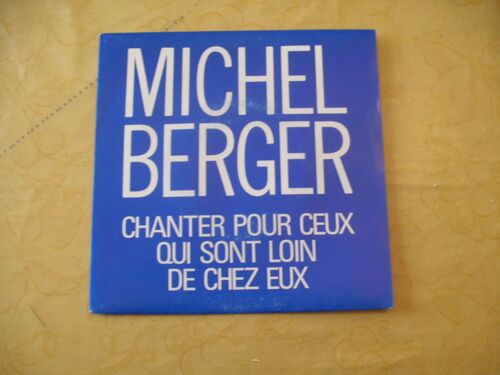 MICHEL
BERGER
CHANTER POUR CEUX
QUI SONT LOIN
DE CHEZ EUX